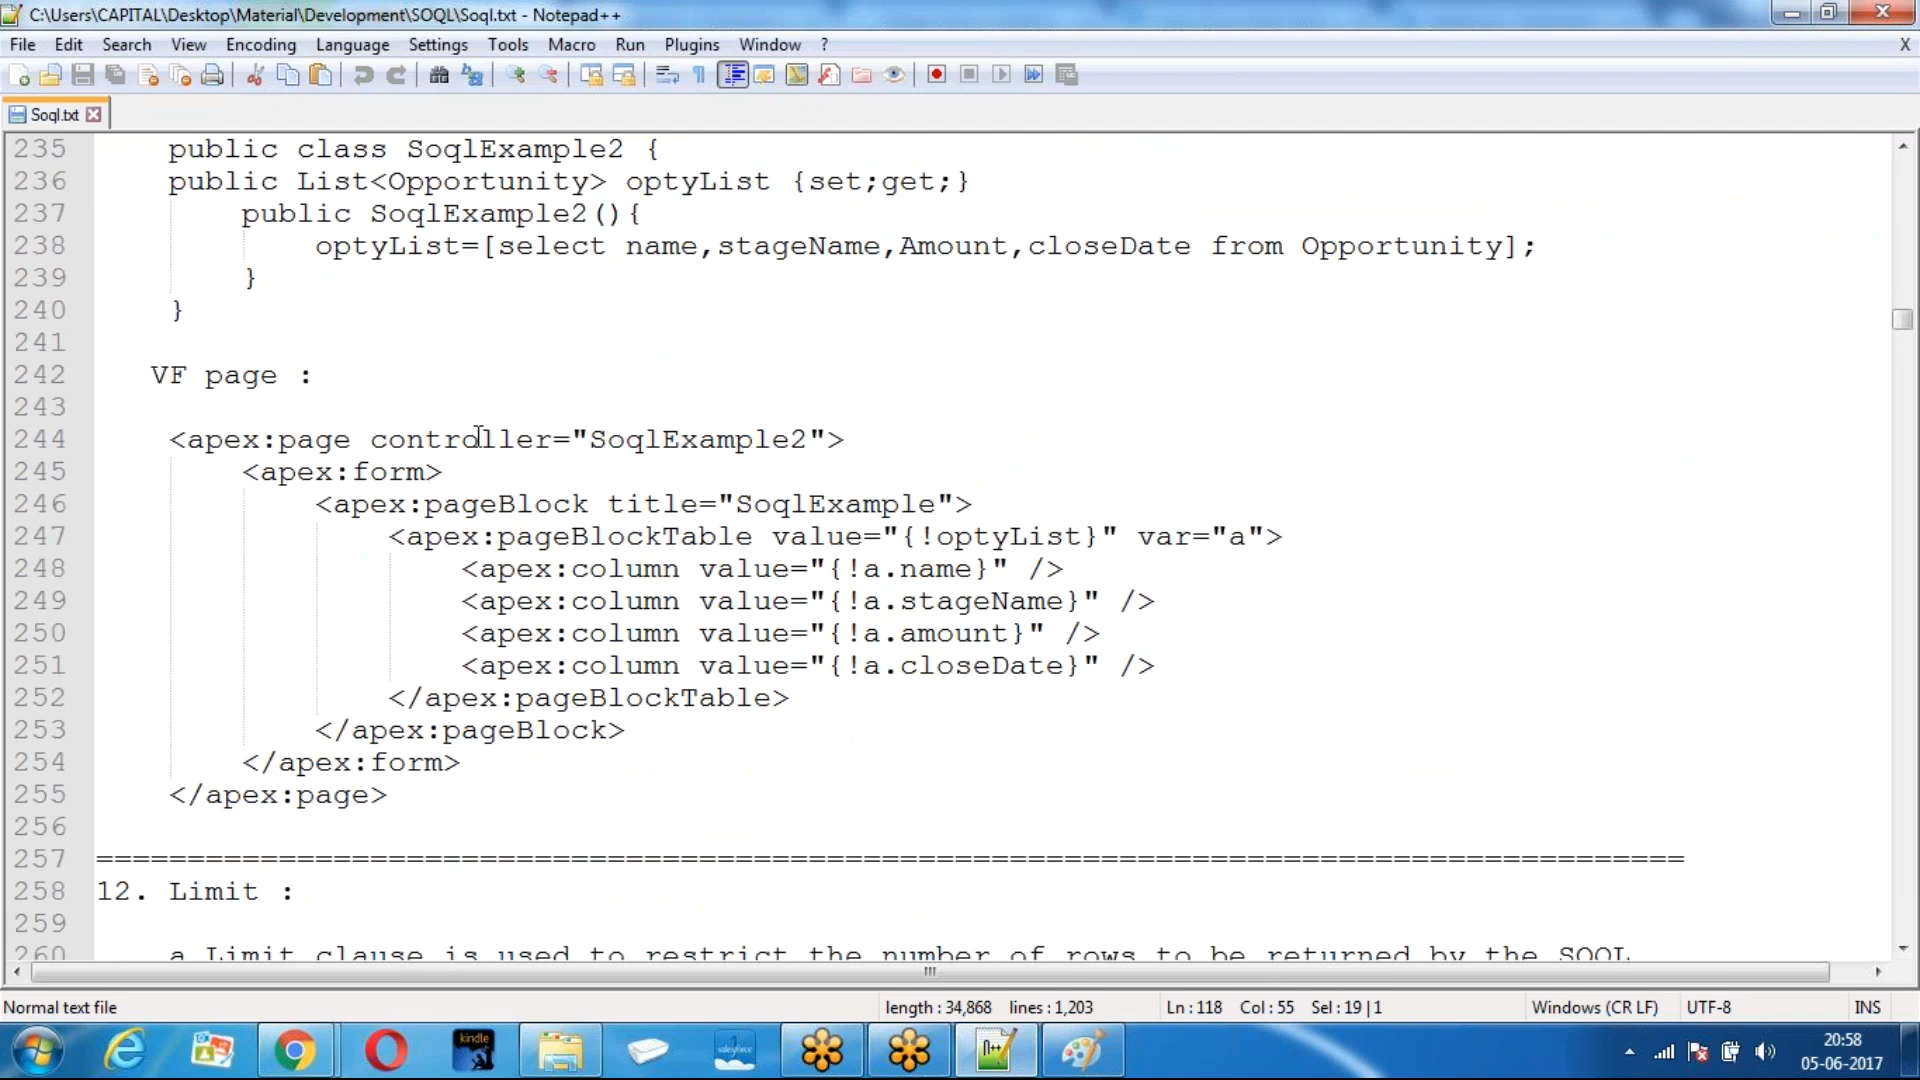 C:\Users\CAPITAL\Desktop\Material\Development\SOQL\Soql.txt - Notepad++
File Edit Search View Encoding Language Settings Tools Macro Run Plugins Window ? X
Soql.txt
235 public class SoqlExample2 {
236 public List<Opportunity> optyList {set;get;}
237 public SoqlExample2(){
238 optyList=[select name,stageName,Amount,closeDate from Opportunity];
239 }
240 }
241
242 VF page :
243
244 <apex:page controller="SoqlExample2">
245 <apex:form>
246 <apex:pageBlock title="SoqlExample">
247 <apex:pageBlockTable value="{!optyList}" var="a">
248 <apex:column value="{!a.name}" />
249 <apex:column value="{!a.stageName}" />
250 <apex:column value="{!a.amount}" />
251 <apex:column value="{!a.closeDate}" />
252 </apex:pageBlockTable>
253 </apex:pageBlock>
254 </apex:form>
255 </apex:page>
256
257 =======================================================================================
258 12. Limit :
259
260 a Limit clause is used to restrict the number of rows to be returned by the SOQL
Normal text file length : 34,868 lines : 1,203 Ln : 118 Col : 55 Sel : 19 | 1 Windows (CR LF) UTF-8 INS
kindle
salesforce
20:58
05-06-2017